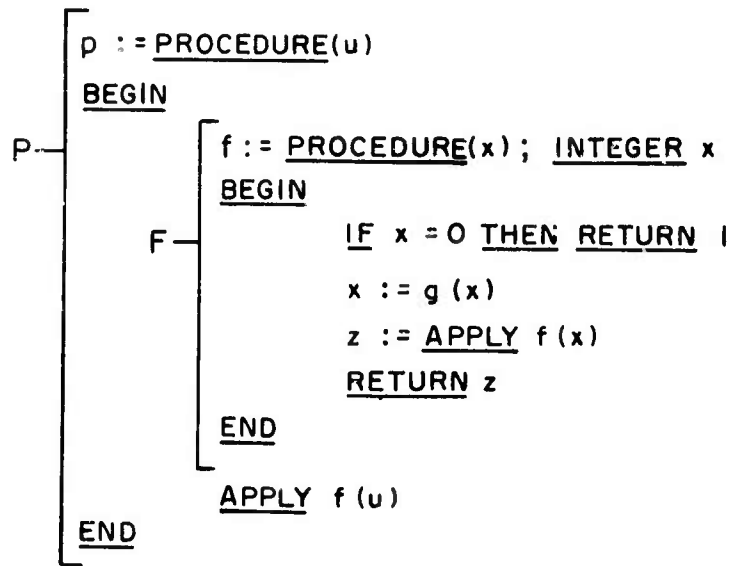 p := PROCEDURE(u)
BEGIN
P
f := PROCEDURE(x); INTEGER x
BEGIN
F
IF x = 0 THEN RETURN 1
x := g (x)
z := APPLY f(x)
RETURN z
END
APPLY f(u)
END